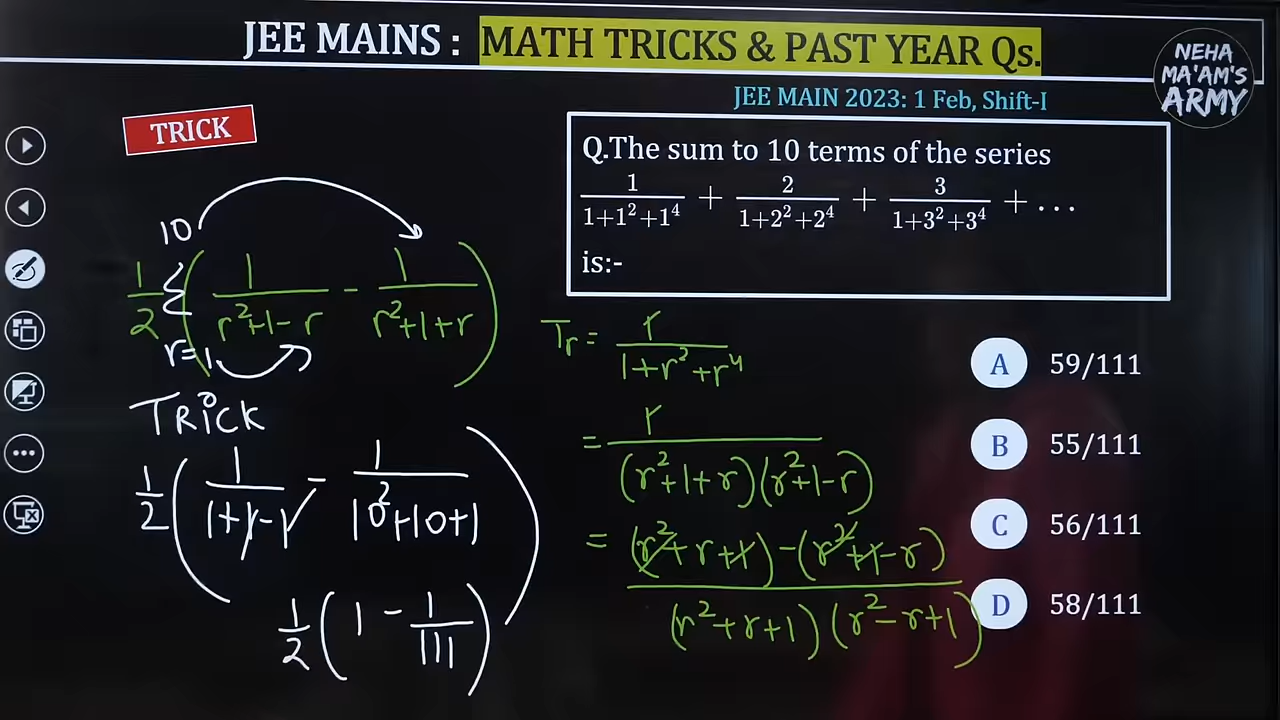 JEE MAINS : MATH TRICKS & PAST YEAR Qs.
NEHA
MA'AM'S
ARMY
JEE MAIN 2023: 1 Feb, Shift-I
TRICK
Q.The sum to 10 terms of the series
1/(1+1²+1⁴) + 2/(1+2²+2⁴) + 3/(1+3²+3⁴) + ...
is:-
10
1/2 Σ ( 1/(r²+1-r) - 1/(r²+1+r) )
r=1
TRICK
1/2 ( 1/(1+1-1) - 1/(10²+10+1) )
1/2 ( 1 - 1/111 )
Tr = r/(1+r²+r⁴)
= r/((r²+1+r)(r²+1-r))
= ((r²+r+1)-(r²+1-r))/((r²+r+1)(r²-r+1))
A 59/111
B 55/111
C 56/111
D 58/111